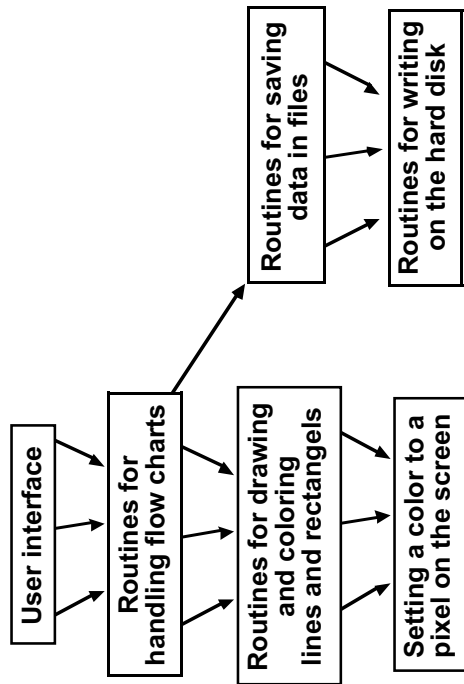 User interface
Routines for
handling flow charts
Routines for drawing
and coloring
lines and rectangels
Setting a color to a
pixel on the screen
Routines for saving
data in files
Routines for writing
on the hard disk